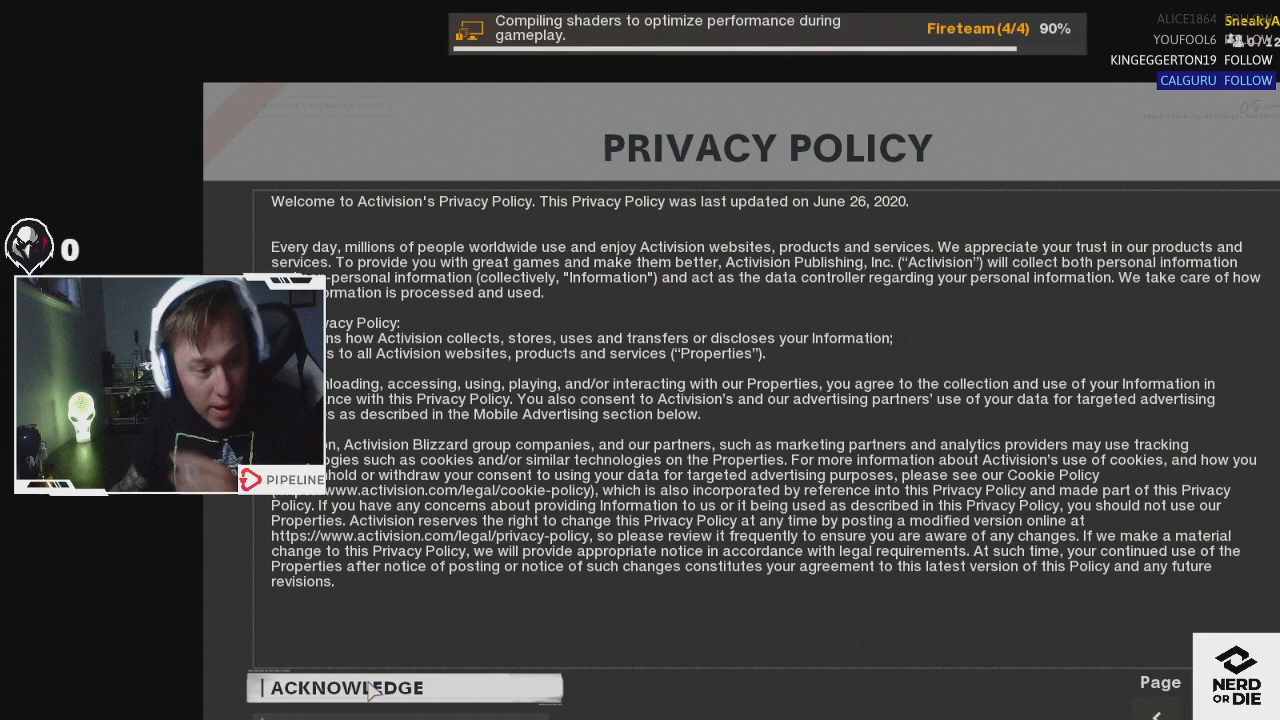 Compiling shaders to optimize performance during
gameplay.
Fireteam (4/4) 90%
ALICE1864
YOUFOOL6
KINGEGGERTON19 FOLLOW
CALGURU FOLLOW
PRIVACY POLICY
Welcome to Activision's Privacy Policy. This Privacy Policy was last updated on June 26, 2020.
Every day, millions of people worldwide use and enjoy Activision websites, products and services. We appreciate your trust in our products and
services. To provide you with great games and make them better, Activision Publishing, Inc. (“Activision”) will collect both personal information
-personal information (collectively, "Information") and act as the data controller regarding your personal information. We take care of how
ormation is processed and used.
vacy Policy:
ns how Activision collects, stores, uses and transfers or discloses your Information;
s to all Activision websites, products and services (“Properties”).
nloading, accessing, using, playing, and/or interacting with our Properties, you agree to the collection and use of your Information in
ance with this Privacy Policy. You also consent to Activision’s and our advertising partners’ use of your data for targeted advertising
s as described in the Mobile Advertising section below.
n, Activision Blizzard group companies, and our partners, such as marketing partners and analytics providers may use tracking
ogies such as cookies and/or similar technologies on the Properties. For more information about Activision's use of cookies, and how you
hold or withdraw your consent to using your data for targeted advertising purposes, please see our Cookie Policy
www.activision.com/legal/cookie-policy), which is also incorporated by reference into this Privacy Policy and made part of this Privacy
Policy. If you have any concerns about providing Information to us or it being used as described in this Privacy Policy, you should not use our
Properties. Activision reserves the right to change this Privacy Policy at any time by posting a modified version online at
https://www.activision.com/legal/privacy-policy, so please review it frequently to ensure you are aware of any changes. If we make a material
change to this Privacy Policy, we will provide appropriate notice in accordance with legal requirements. At such time, your continued use of the
Properties after notice of posting or notice of such changes constitutes your agreement to this latest version of this Policy and any future
revisions.
0
PIPELINE
ACKNOWLEDGE
Page
NERD
OR DIE